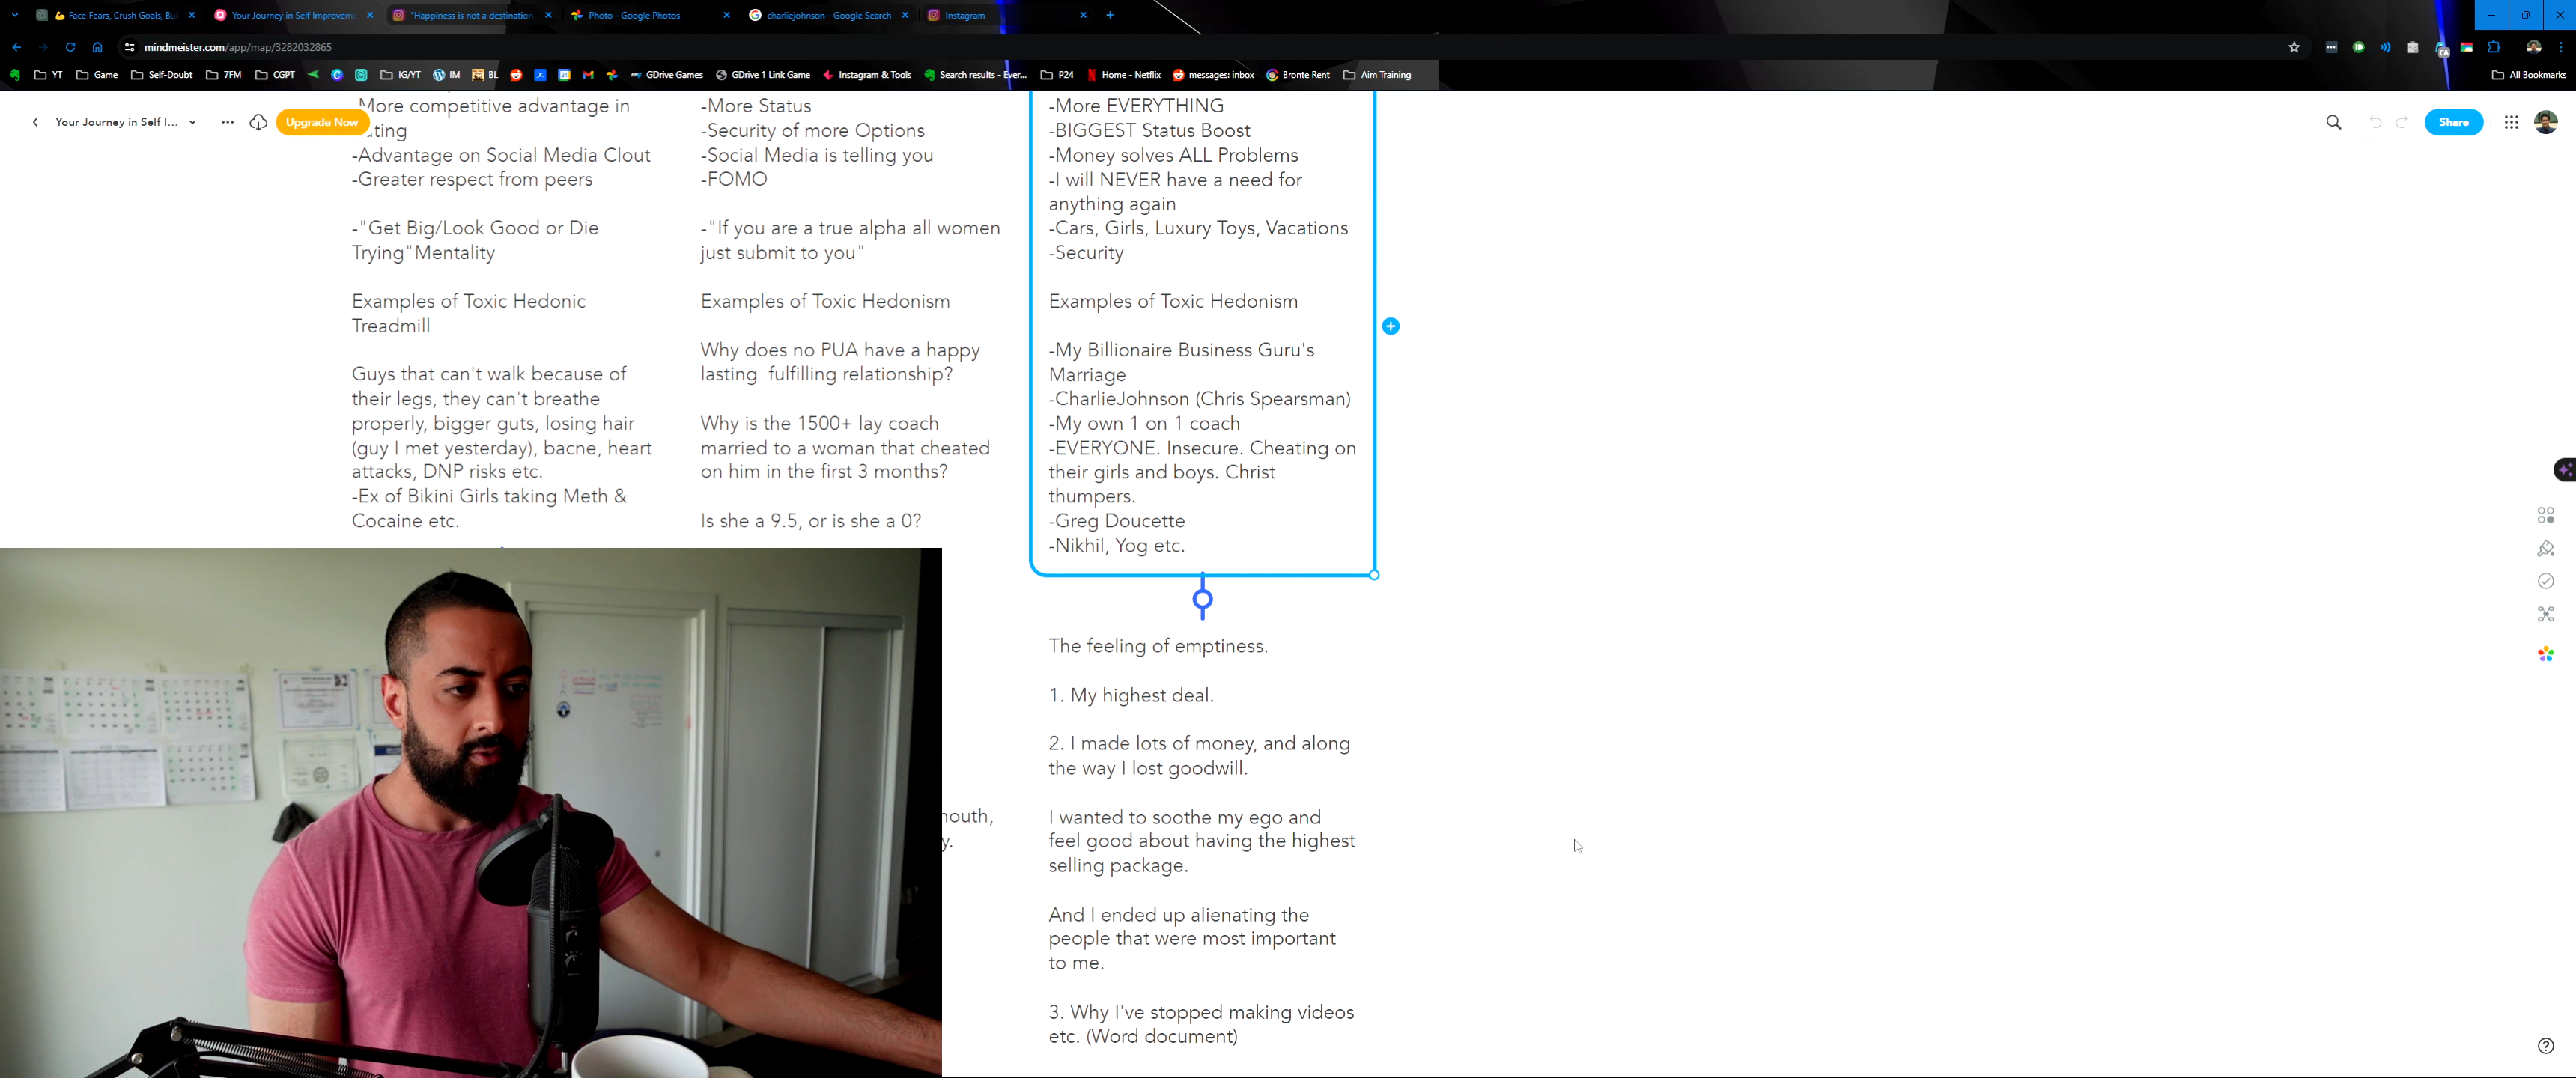 Face Fears, Crush Goals, Bu
Your Journey in Self Improvem
"Happiness is not a destination,
Photo - Google Photos
charliejohnson - Google Search
Instagram
mindmeister.com/app/map/3282032865
YT
Game
Self-Doubt
7FM
CGPT
IG/YT
IM
BL
GDrive Games
GDrive 1 Link Game
Instagram & Tools
Search results - Ever...
P24
Home - Netflix
messages: inbox
Bronte Rent
Aim Training
All Bookmarks
Your Journey in Self I...
Upgrade Now
Share
-More competitive advantage in
ating
-Advantage on Social Media Clout
-Greater respect from peers
-"Get Big/Look Good or Die
Trying"Mentality
Examples of Toxic Hedonic
Treadmill
Guys that can't walk because of
their legs, they can't breathe
properly, bigger guts, losing hair
(guy I met yesterday), bacne, heart
attacks, DNP risks etc.
-Ex of Bikini Girls taking Meth &
Cocaine etc.
-More Status
-Security of more Options
-Social Media is telling you
-FOMO
-"If you are a true alpha all women
just submit to you"
Examples of Toxic Hedonism
Why does no PUA have a happy
lasting fulfilling relationship?
Why is the 1500+ lay coach
married to a woman that cheated
on him in the first 3 months?
Is she a 9.5, or is she a 0?
outh,
y.
-More EVERYTHING
-BIGGEST Status Boost
-Money solves ALL Problems
-I will NEVER have a need for
anything again
-Cars, Girls, Luxury Toys, Vacations
-Security
Examples of Toxic Hedonism
-My Billionaire Business Guru's
Marriage
-CharlieJohnson (Chris Spearsman)
-My own 1 on 1 coach
-EVERYONE. Insecure. Cheating on
their girls and boys. Christ
thumpers.
-Greg Doucette
-Nikhil, Yog etc.
The feeling of emptiness.
1. My highest deal.
2. I made lots of money, and along
the way I lost goodwill.
I wanted to soothe my ego and
feel good about having the highest
selling package.
And I ended up alienating the
people that were most important
to me.
3. Why I've stopped making videos
etc. (Word document)